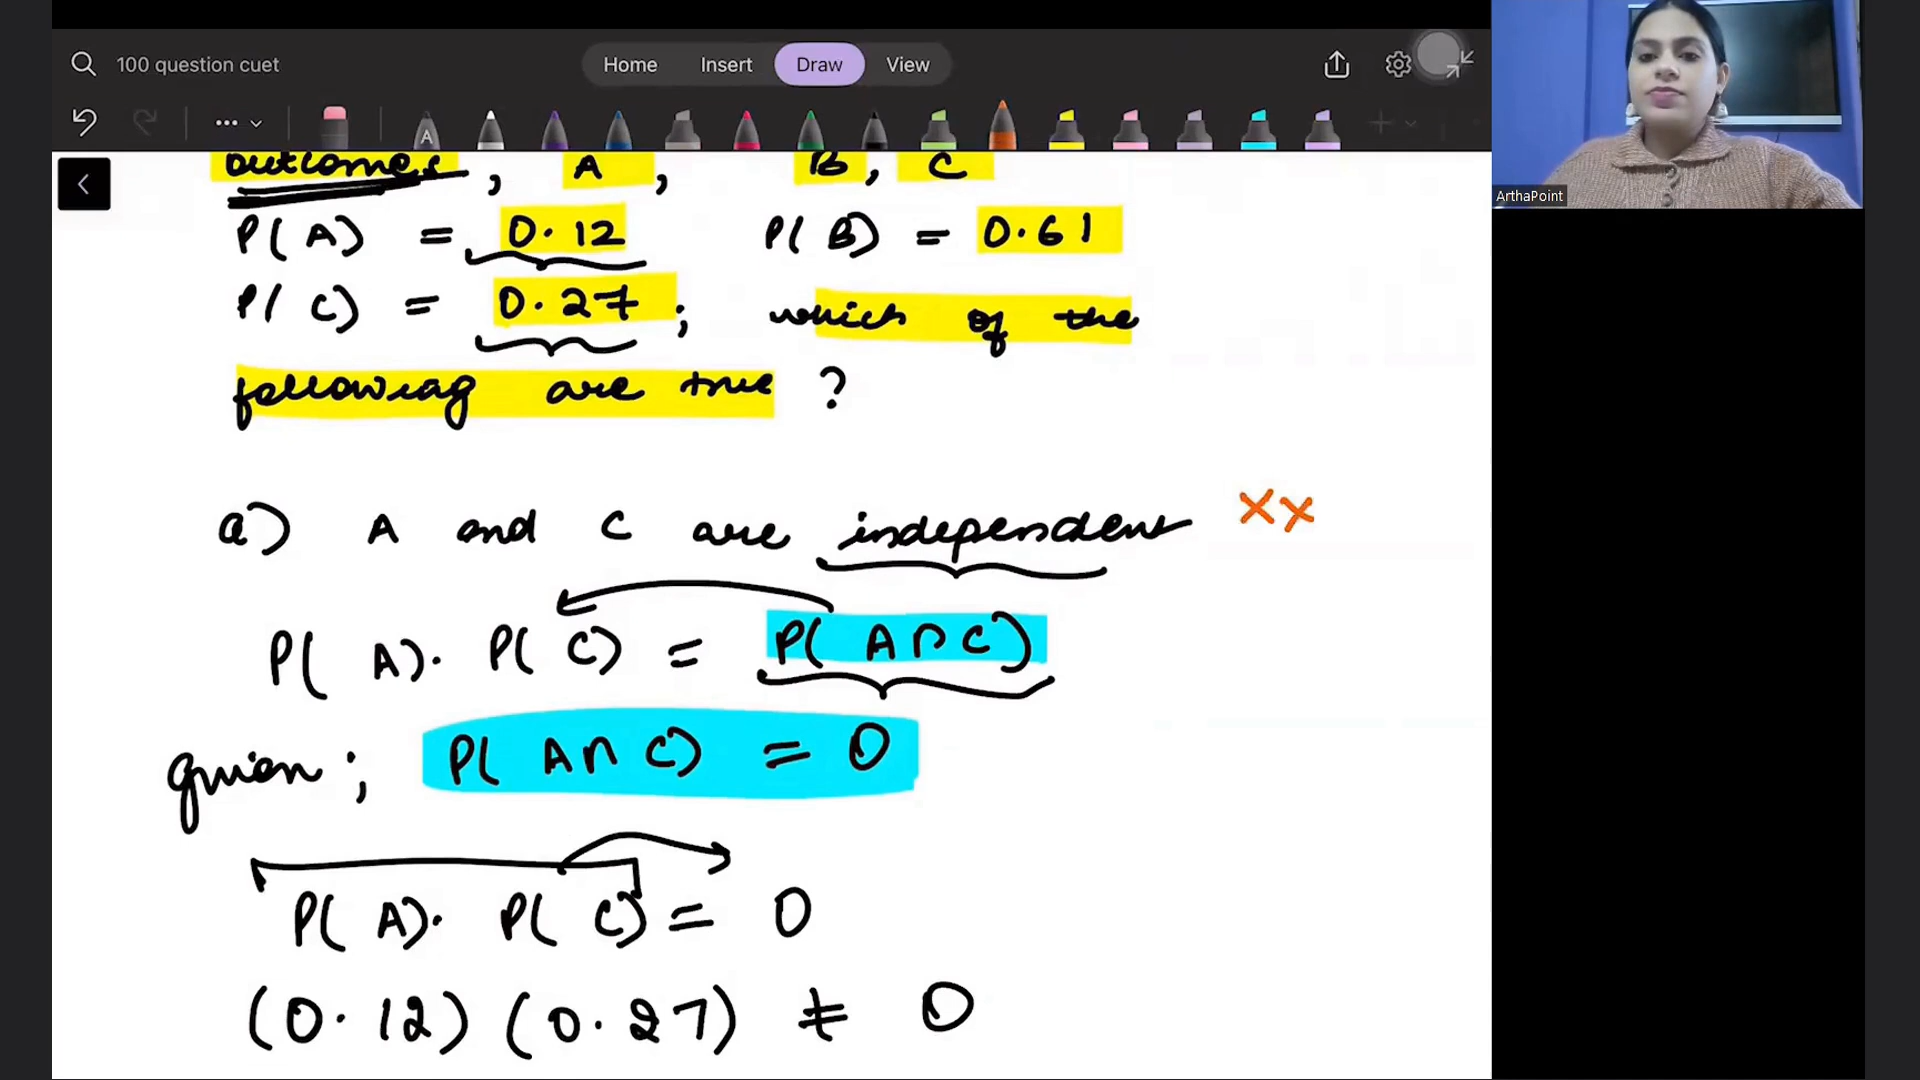 100 question cuet
Home Insert Draw View
A
ArthaPoint
outcomes, A, B, C
P(A) = 0.12 P(B) = 0.61
P(C) = 0.27; which of the
following are true ?
a) A and C are independent xx
P(A). P(C) = P(A∩C)
given; P(A∩C) = 0
P(A). P(C) = 0
(0.12) (0.27) ≠ 0